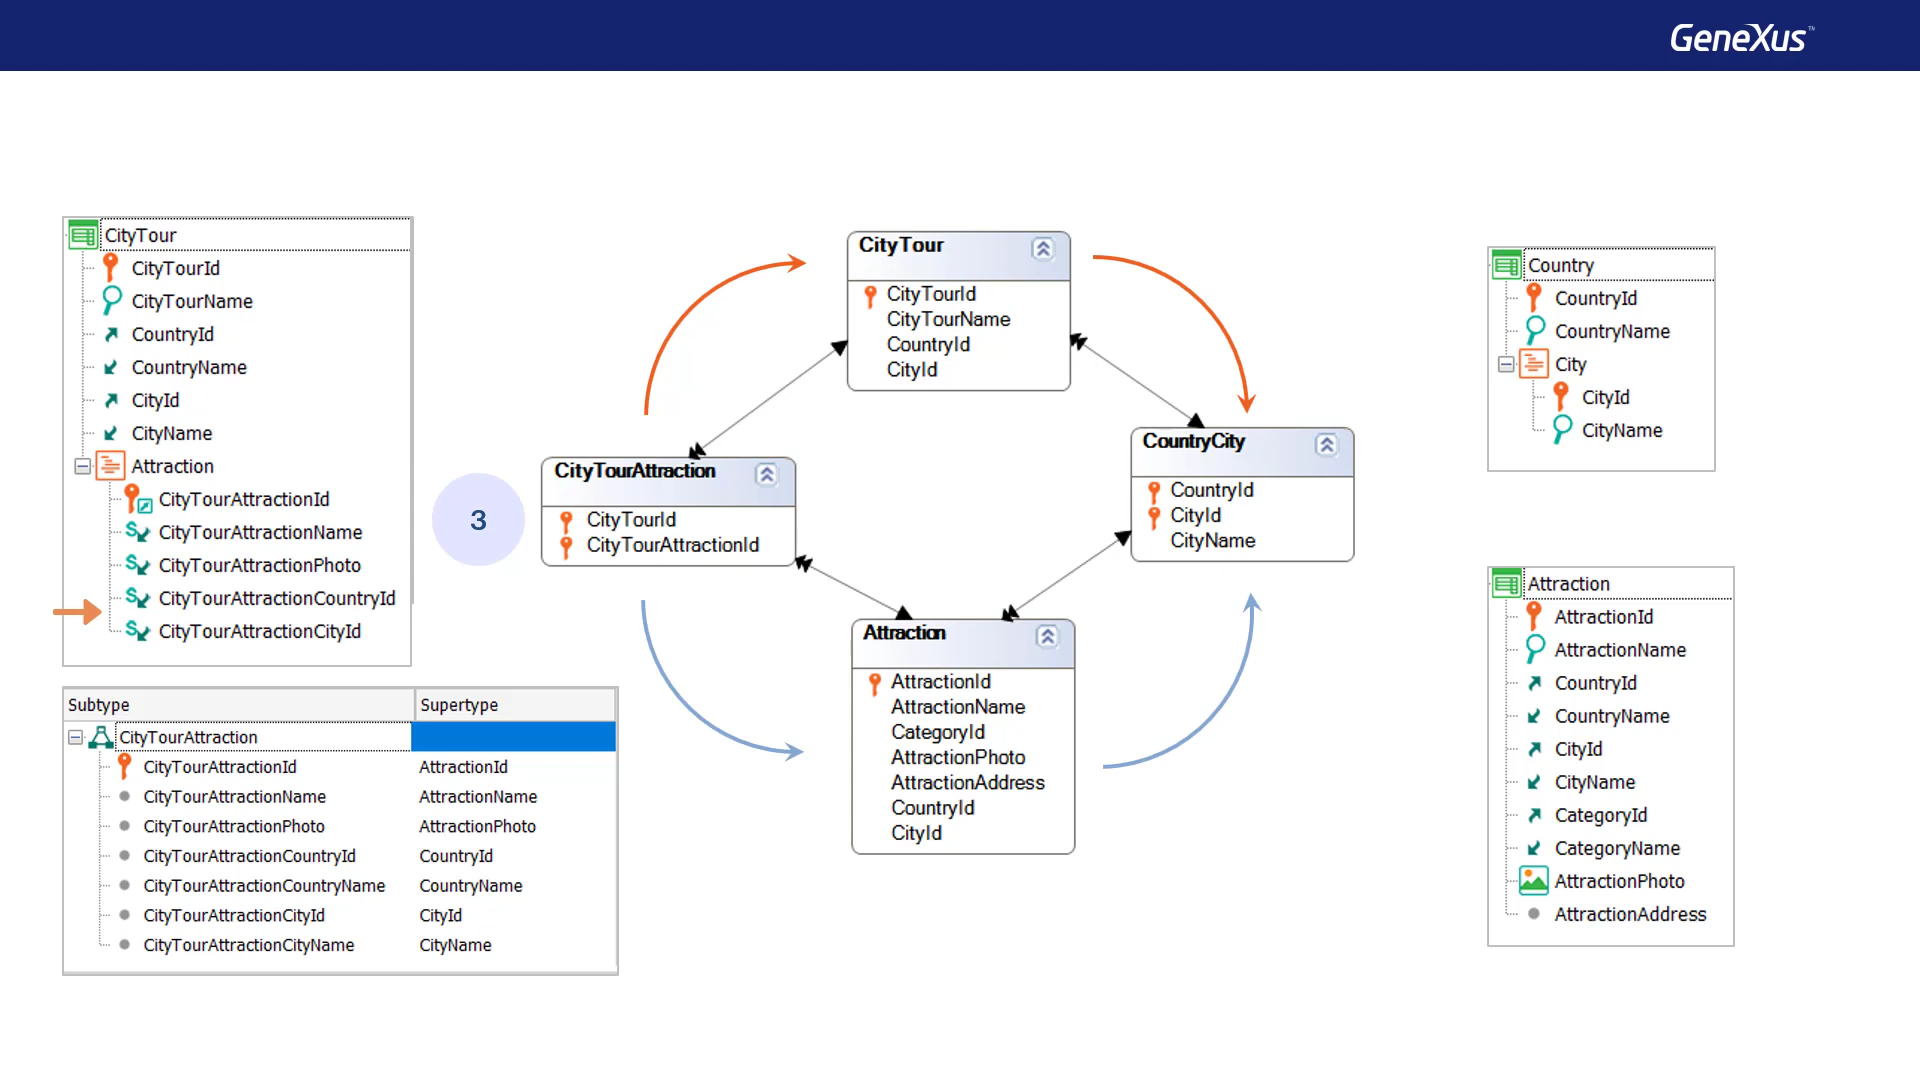 GeneXus™
CityTour
CityTourId
CityTourName
CountryId
CountryName
CityId
CityName
Attraction
CityTourAttractionId
CityTourAttractionName
CityTourAttractionPhoto
CityTourAttractionCountryId
CityTourAttractionCityId
Subtype Supertype
CityTourAttraction
CityTourAttractionId AttractionId
CityTourAttractionName AttractionName
CityTourAttractionPhoto AttractionPhoto
CityTourAttractionCountryId CountryId
CityTourAttractionCountryName CountryName
CityTourAttractionCityId CityId
CityTourAttractionCityName CityName
3
CityTour
CityTourId
CityTourName
CountryId
CityId
CityTourAttraction
CityTourId
CityTourAttractionId
CountryCity
CountryId
CityId
CityName
Attraction
AttractionId
AttractionName
CategoryId
AttractionPhoto
AttractionAddress
CountryId
CityId
Country
CountryId
CountryName
City
CityId
CityName
Attraction
AttractionId
AttractionName
CountryId
CountryName
CityId
CityName
CategoryId
CategoryName
AttractionPhoto
AttractionAddress